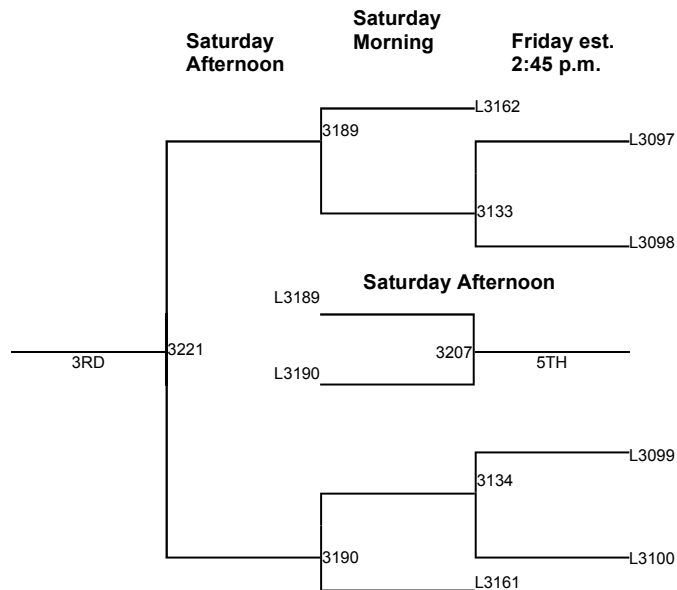 Saturday
Afternoon
Saturday
Morning
Friday est.
2:45 p.m.
L3162
3189
L3097
3133
L3098
Saturday Afternoon
L3189
3221
3207
3RD
5TH
L3190
L3099
3134
3190
L3100
L3161